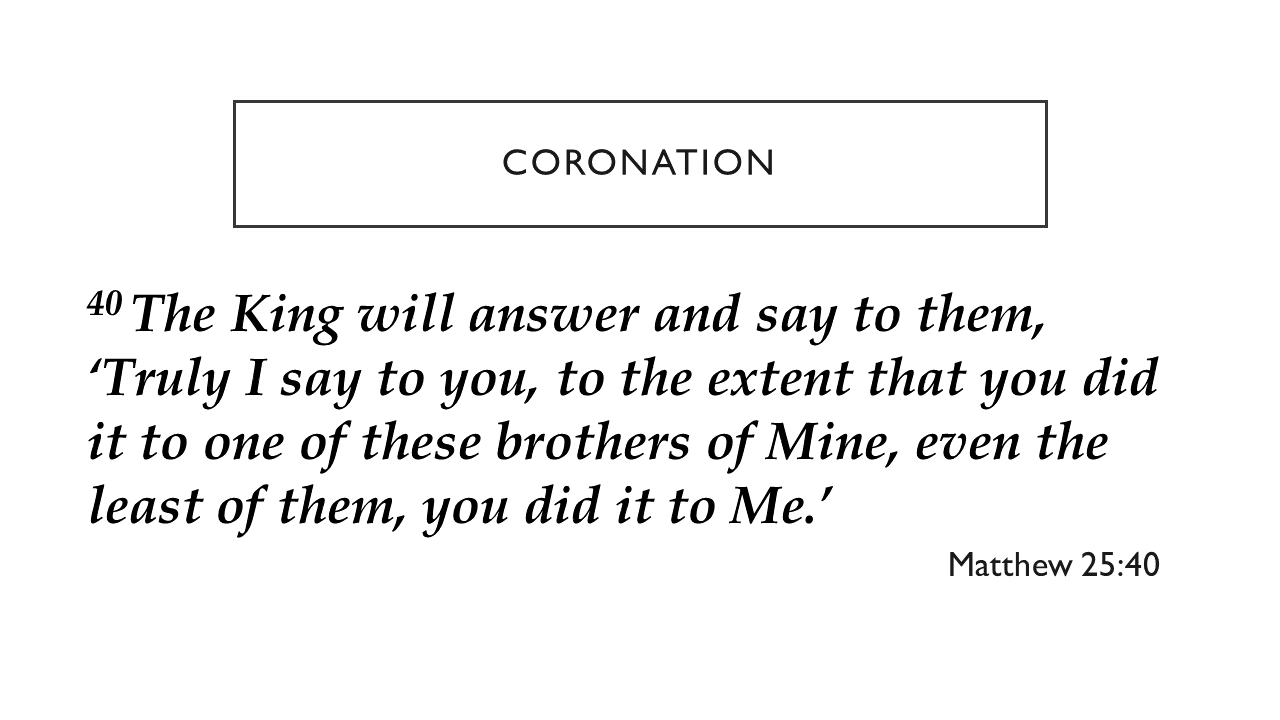 CORONATION
40 The King will answer and say to them,
‘Truly I say to you, to the extent that you did
it to one of these brothers of Mine, even the
least of them, you did it to Me.’
Matthew 25:40